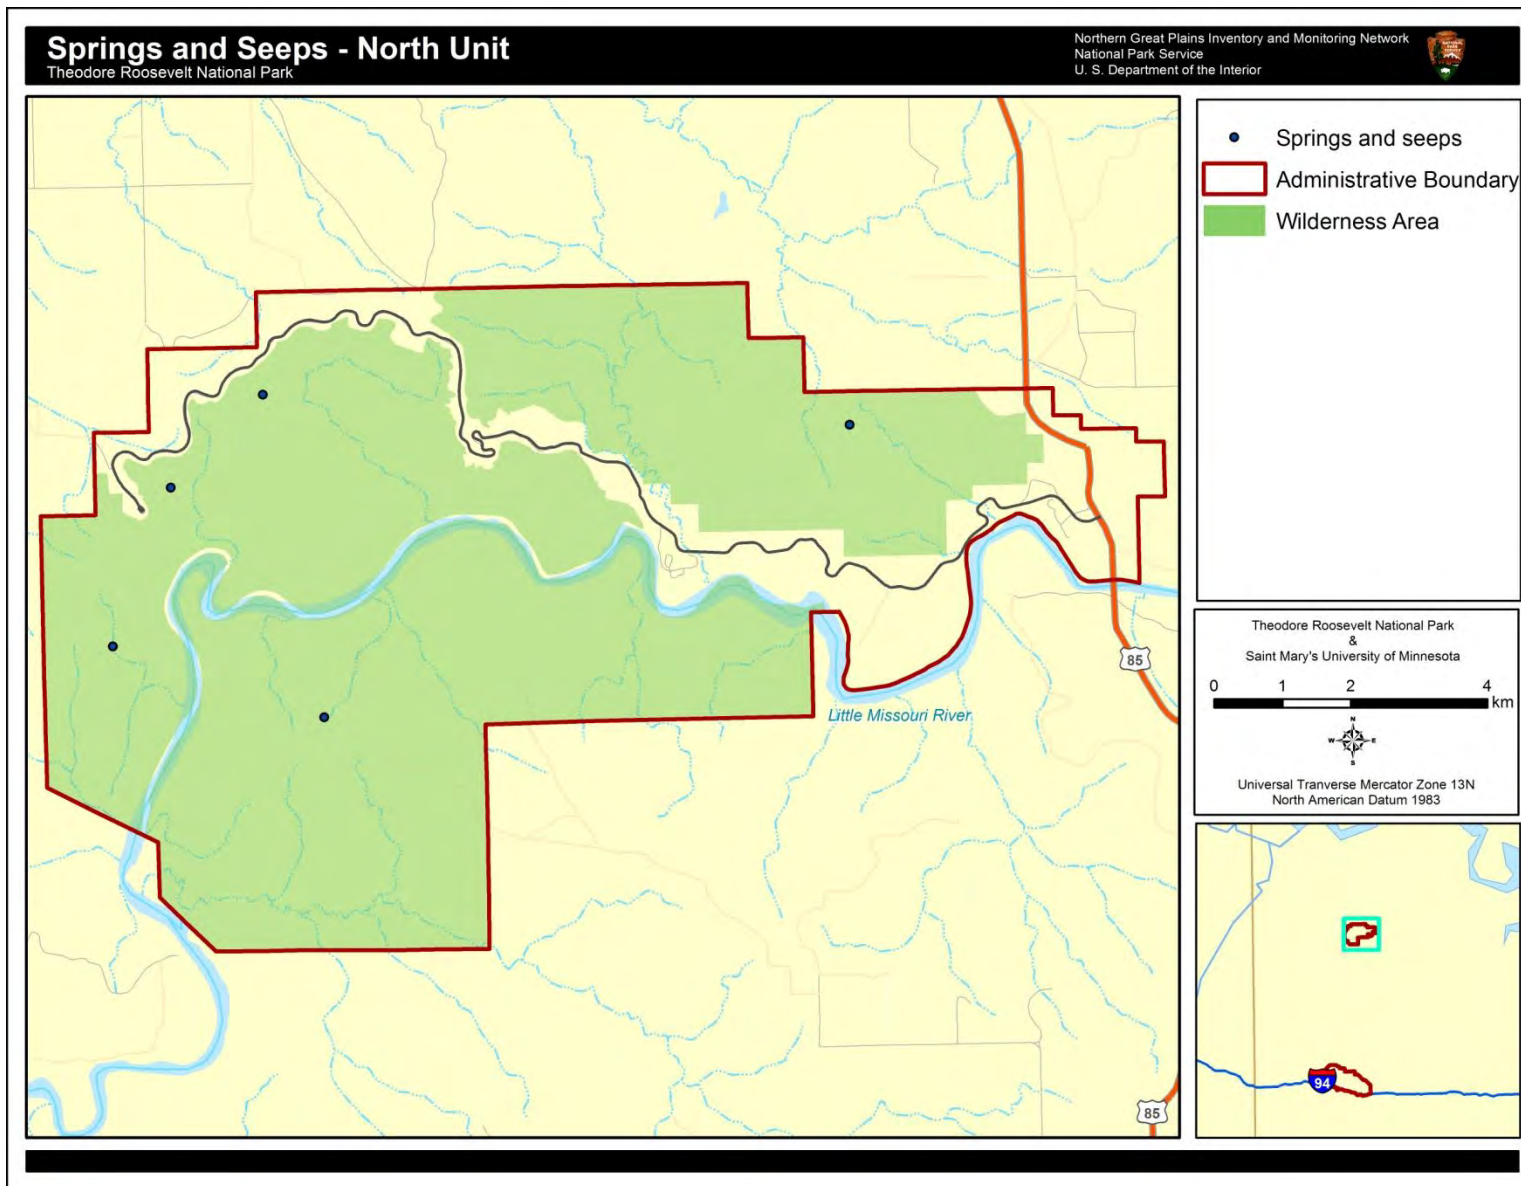 Springs and Seeps - North Unit
Theodore Roosevelt National Park
Northern Great Plains Inventory and Monitoring Network
National Park Service
U. S. Department of the Interior
Springs and seeps
Administrative Boundary
Wilderness Area
85
Little Missouri River
85
Theodore Roosevelt National Park
&
Saint Mary's University of Minnesota
0 1 2 4
km
N
W E
S
Universal Tranverse Mercator Zone 13N
North American Datum 1983
94